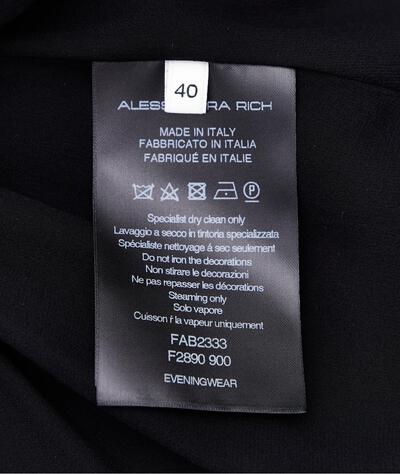 40
RICH
MADE IN ITALY
FABBRICATO IN ITALIA
FABRIQUÉ EN ITALIE
P
Specialist dry clean only
Lavaggio a secco in tintoria specializzata
Spécialiste nettoyage á sec seulement
Do not iron the decorations
Non stirare le decorazioni
Ne pas repasser les décorations
Steaming only
Solo vapore
Cuisson ŕ la vapeur uniquement
FAB2333
F2890 900
EVENINGWEAR